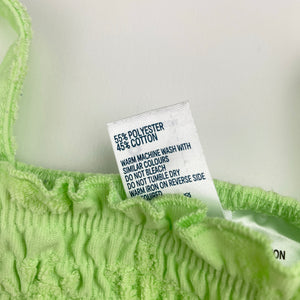 55% POLYESTER
45% COTTON
WARM MACHINE WASH WITH
SIMILAR COLOURS
DO NOT BLEACH
DO NOT TUMBLE DRY
WARM IRON ON REVERSE SIDE
ON